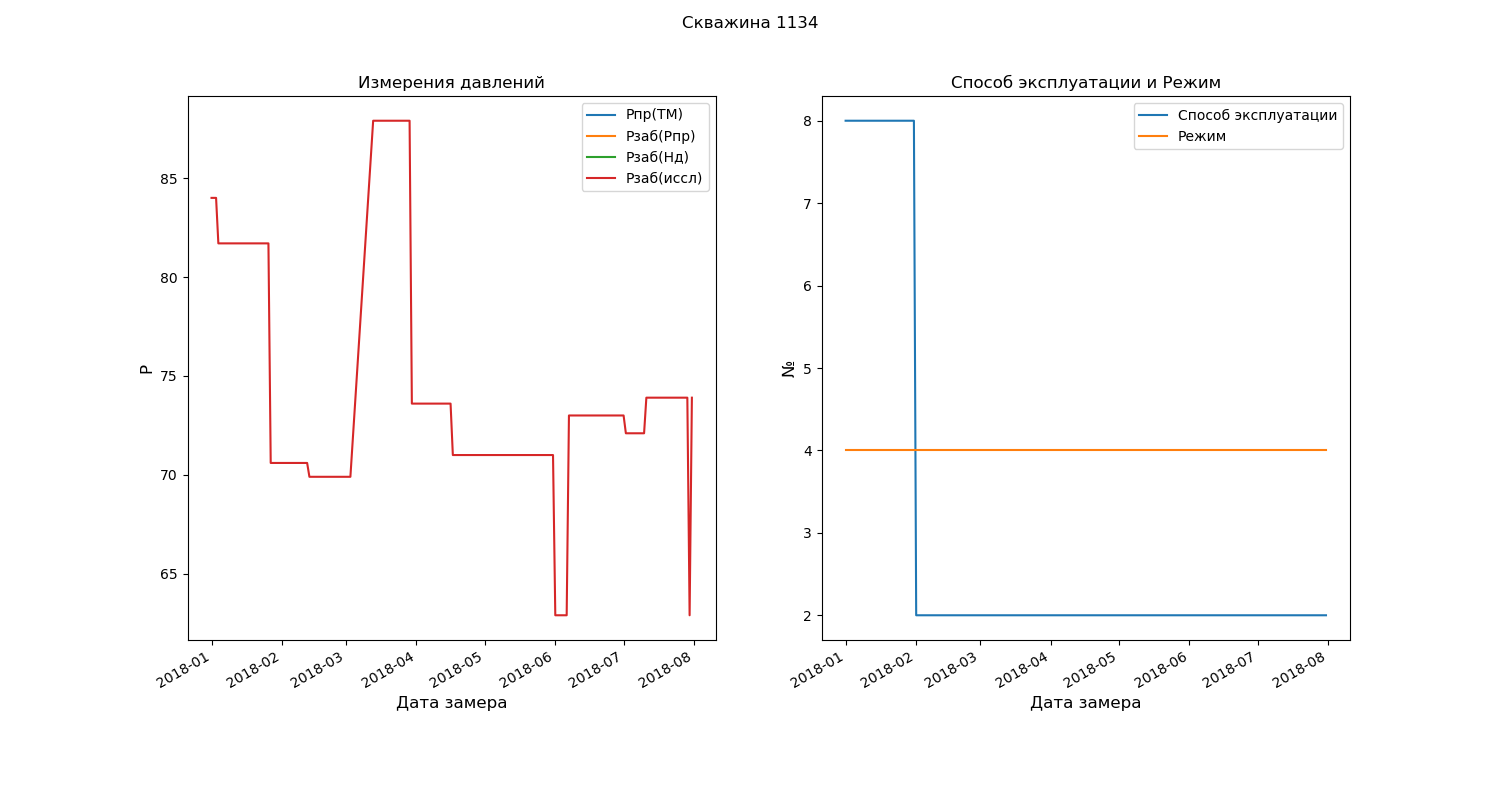 Скважина 1134
Измерения давлений
Рпр(ТМ)
Рзаб(Рпр)
Рзаб(Нд)
Рзаб(иссл)
85
80
75
70
65
Р
2018-01
2018-02
2018-03
2018-04
2018-05
2018-06
2018-07
2018-08
Дата замера
Способ эксплуатации и Режим
Способ эксплуатации
Режим
8
7
6
5
4
3
2
№
2018-01
2018-02
2018-03
2018-04
2018-05
2018-06
2018-07
2018-08
Дата замера